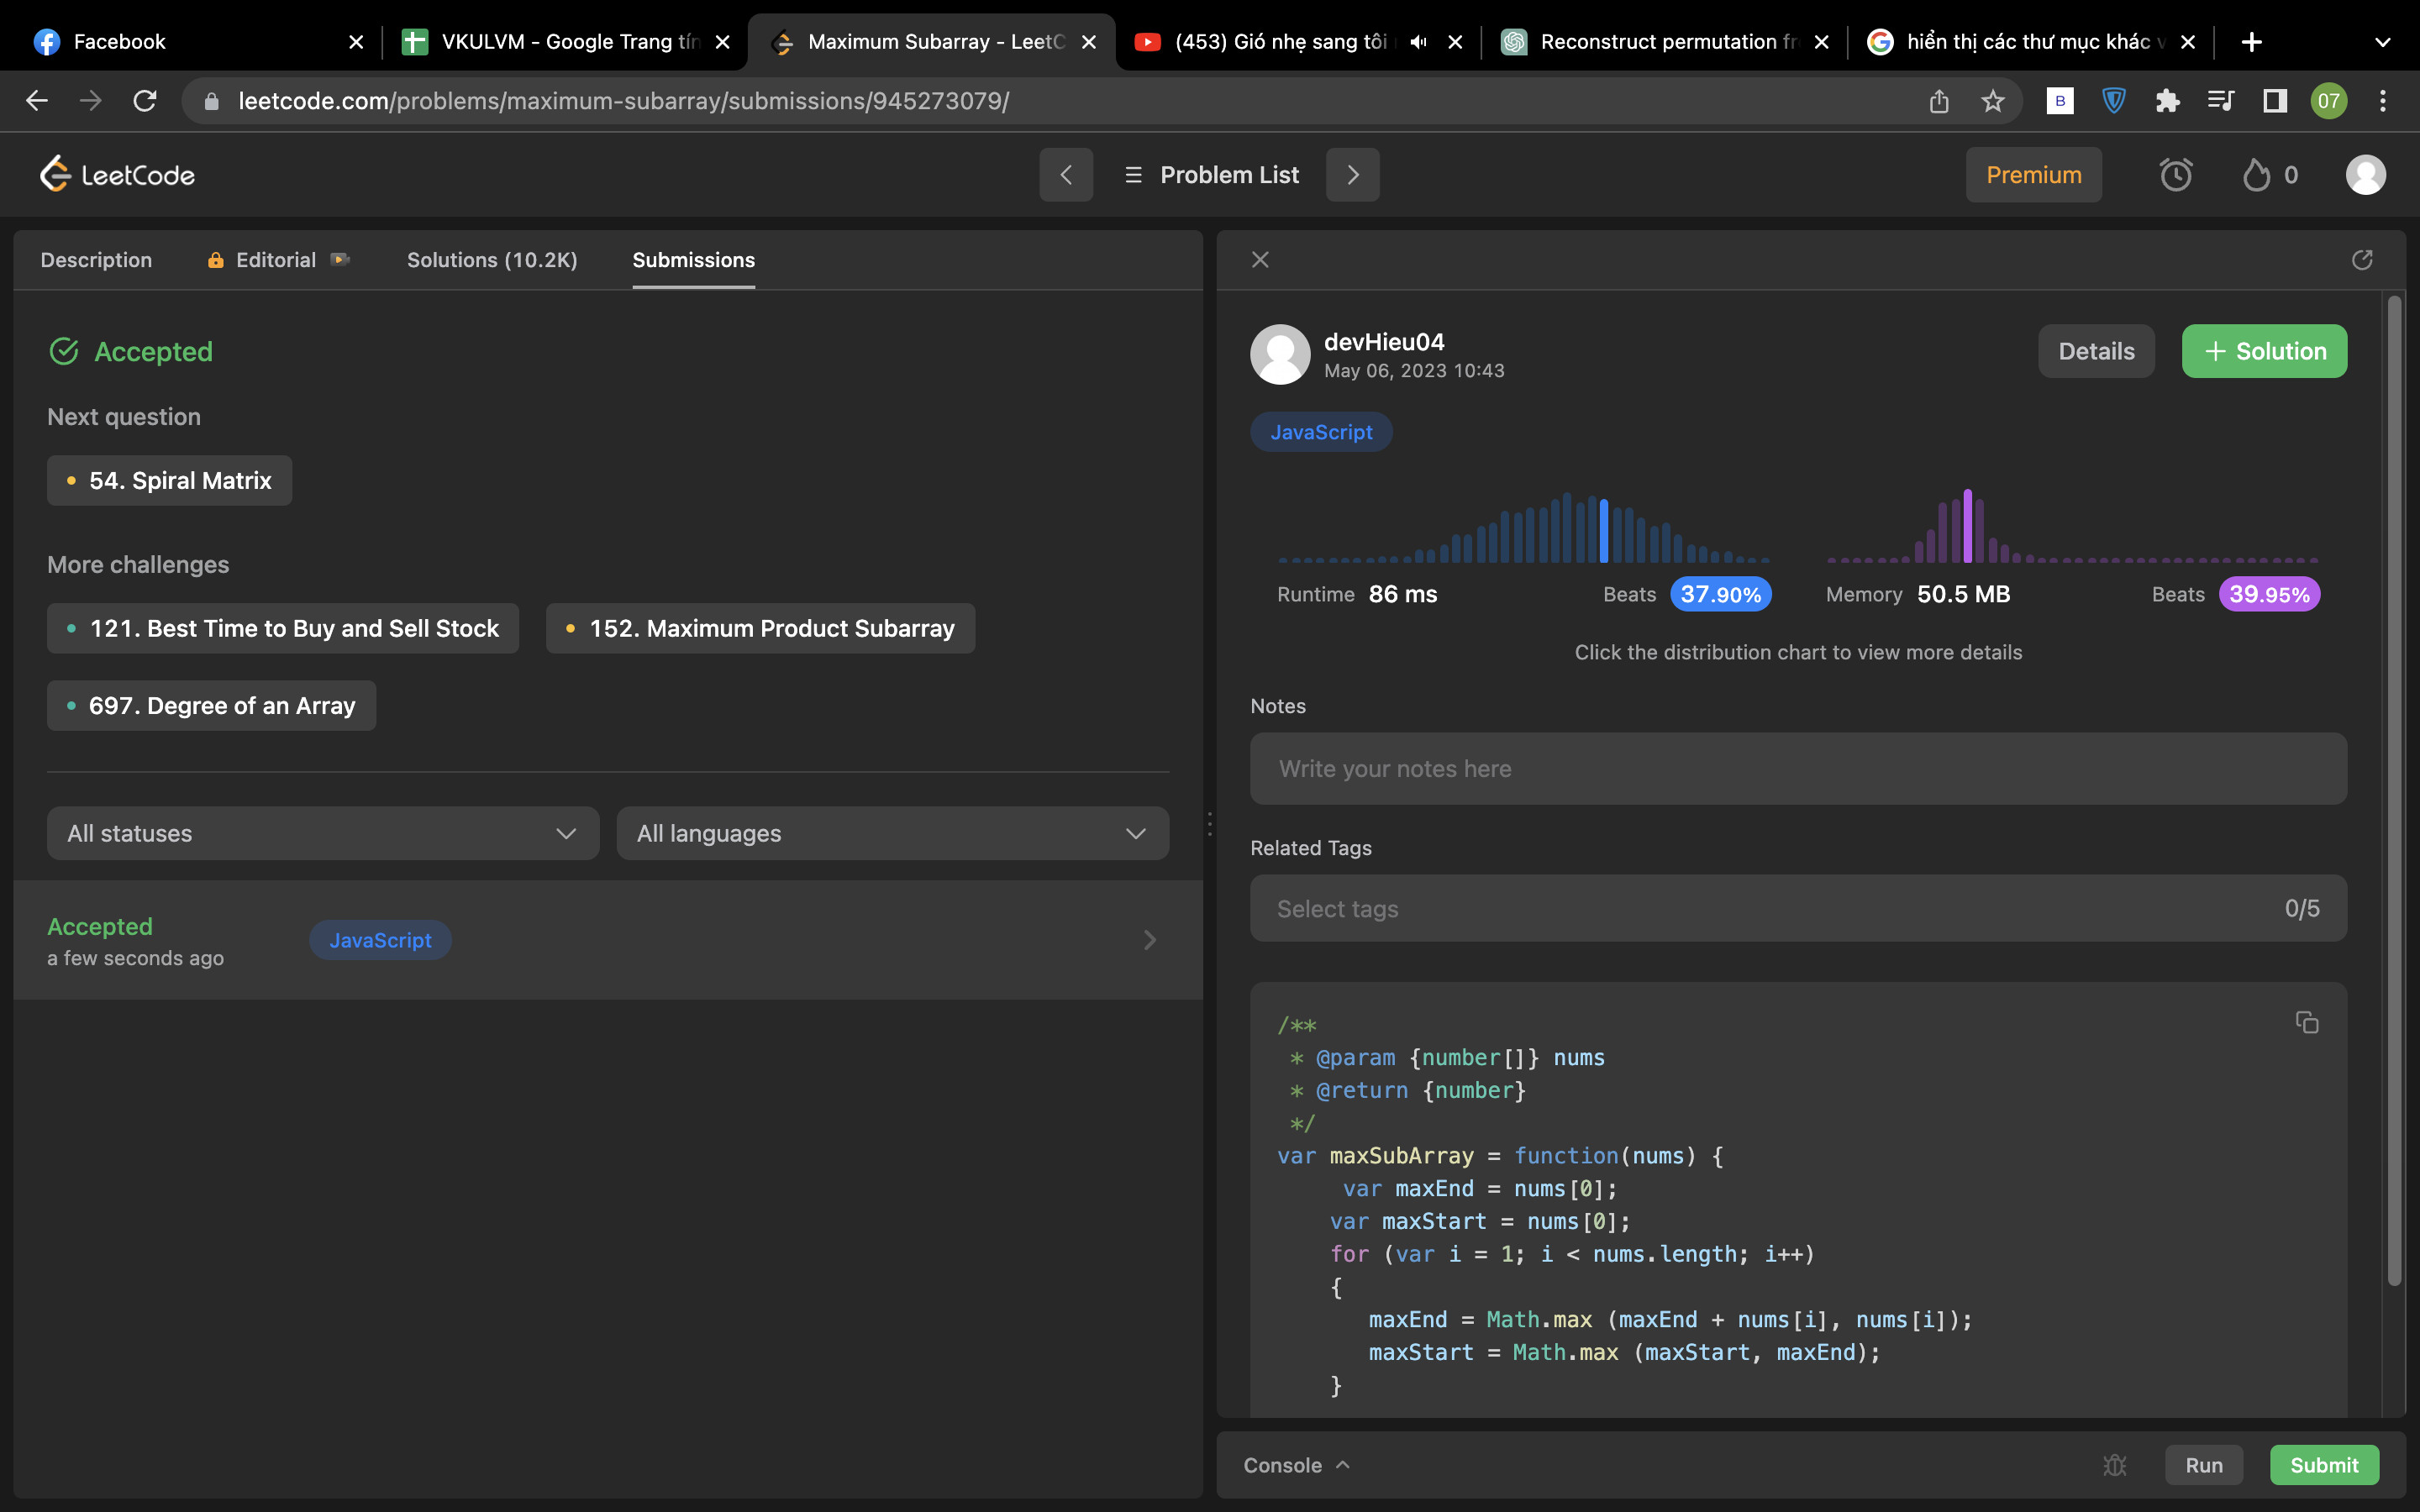 Facebook
VKULVM - Google Trang tín
Maximum Subarray - LeetC
(453) Gió nhẹ sang tôi
Reconstruct permutation fr
hiển thị các thư mục khác v
leetcode.com/problems/maximum-subarray/submissions/945273079/
B
07
LeetCode
Problem List
Premium
0
Description
Editorial
Solutions (10.2K)
Submissions
Accepted
Next question
54. Spiral Matrix
More challenges
121. Best Time to Buy and Sell Stock
152. Maximum Product Subarray
697. Degree of an Array
All statuses
All languages
Accepted
a few seconds ago
JavaScript
devHieu04
May 06, 2023 10:43
Details
+ Solution
JavaScript
Runtime 86 ms
Beats 37.90%
Memory 50.5 MB
Beats 39.95%
Click the distribution chart to view more details
Notes
Write your notes here
Related Tags
Select tags
0/5
/**
 * @param {number[]} nums
 * @return {number}
 */
var maxSubArray = function(nums) {
     var maxEnd = nums[0];
    var maxStart = nums[0];
    for (var i = 1; i < nums.length; i++)
    {
       maxEnd = Math.max (maxEnd + nums[i], nums[i]);
       maxStart = Math.max (maxStart, maxEnd);
    }
Console
Run
Submit